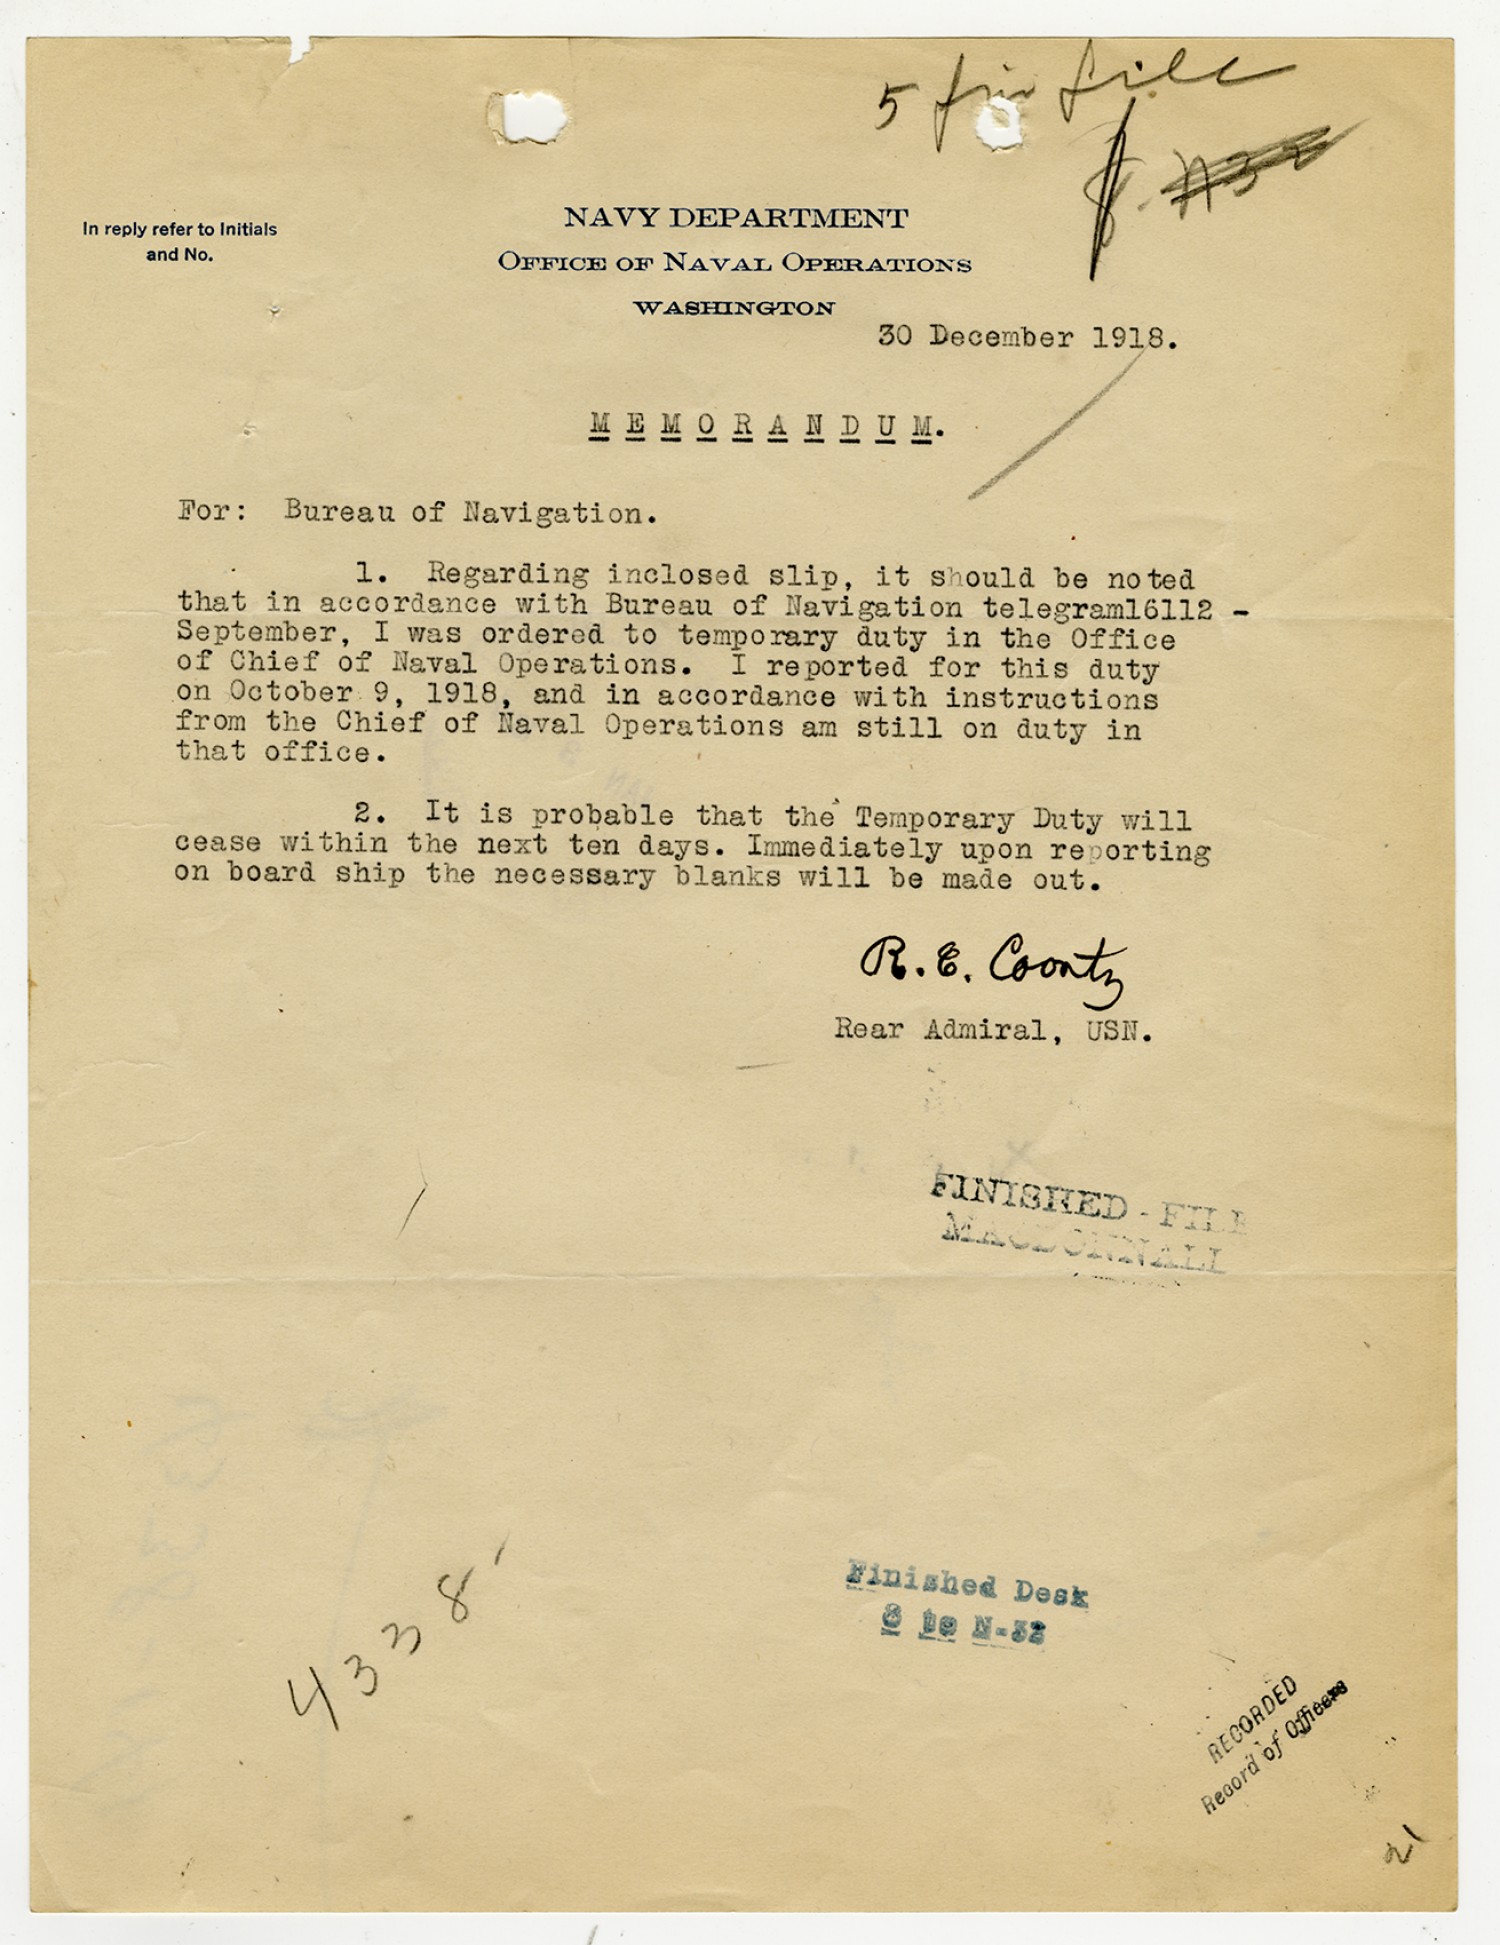 5 for file
N32
In reply refer to Initials
and No.
NAVY DEPARTMENT
OFFICE OF NAVAL OPERATIONS
WASHINGTON
30 December 1918.
M E M O R A N D U M.
For: Bureau of Navigation.
1. Regarding inclosed slip, it should be noted
that in accordance with Bureau of Navigation telegram16112 -
September, I was ordered to temporary duty in the Office
of Chief of Naval Operations. I reported for this duty
on October 9, 1918, and in accordance with instructions
from the Chief of Naval Operations am still on duty in
that office.
2. It is probable that the Temporary Duty will
cease within the next ten days. Immediately upon reporting
on board ship the necessary blanks will be made out.
R. E. Coontz
Rear Admiral, USN.
FINISHED - FILE
MACDONNALL
4338
Finished Desk
to N-32
RECORDED
Record of Officers
21